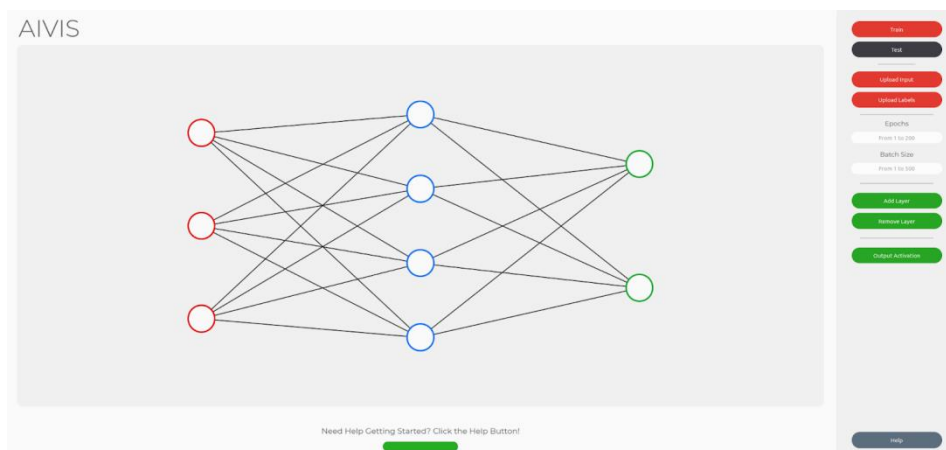 AIVIS
Train
Test
Upload Input
Upload Labels
Epochs
From 1 to 200
Batch Size
From 1 to 500
Add Layer
Remove Layer
Output Activation
Need Help Getting Started? Click the Help Button!
Help